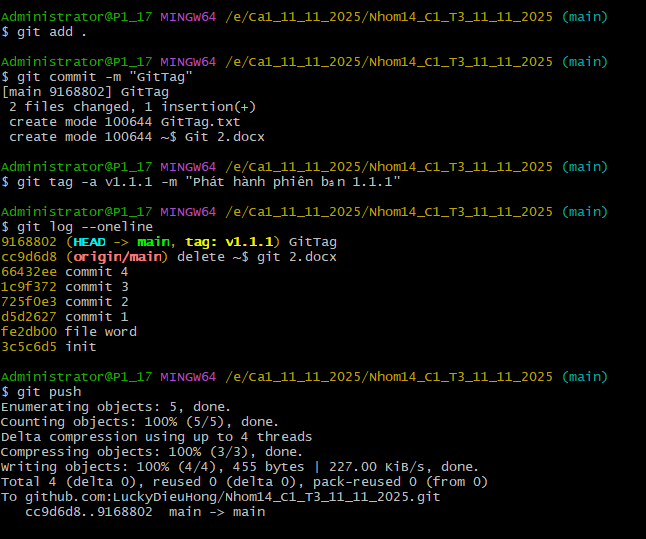 Administrator@P1_17 MINGW64 /e/Ca1_11_11_2025/Nhom14_C1_T3_11_11_2025 (main)
$ git add .
Administrator@P1_17 MINGW64 /e/Ca1_11_11_2025/Nhom14_C1_T3_11_11_2025 (main)
$ git commit -m "GitTag"
[main 9168802] GitTag
 2 files changed, 1 insertion(+)
 create mode 100644 GitTag.txt
 create mode 100644 ~$ Git 2.docx
Administrator@P1_17 MINGW64 /e/Ca1_11_11_2025/Nhom14_C1_T3_11_11_2025 (main)
$ git tag -a v1.1.1 -m "Phát hành phiên bản 1.1.1"
Administrator@P1_17 MINGW64 /e/Ca1_11_11_2025/Nhom14_C1_T3_11_11_2025 (main)
$ git log --oneline
9168802 (HEAD -> main, tag: v1.1.1) GitTag
cc9d6d8 (origin/main) delete ~$ git 2.docx
66432ee commit 4
1c9f372 commit 3
725f0e3 commit 2
d5d2627 commit 1
fe2db00 file word
3c5c6d5 init
Administrator@P1_17 MINGW64 /e/Ca1_11_11_2025/Nhom14_C1_T3_11_11_2025 (main)
$ git push
Enumerating objects: 5, done.
Counting objects: 100% (5/5), done.
Delta compression using up to 4 threads
Compressing objects: 100% (3/3), done.
Writing objects: 100% (4/4), 455 bytes | 227.00 KiB/s, done.
Total 4 (delta 0), reused 0 (delta 0), pack-reused 0 (from 0)
To github.com:LuckyDieuHong/Nhom14_C1_T3_11_11_2025.git
   cc9d6d8..9168802  main -> main